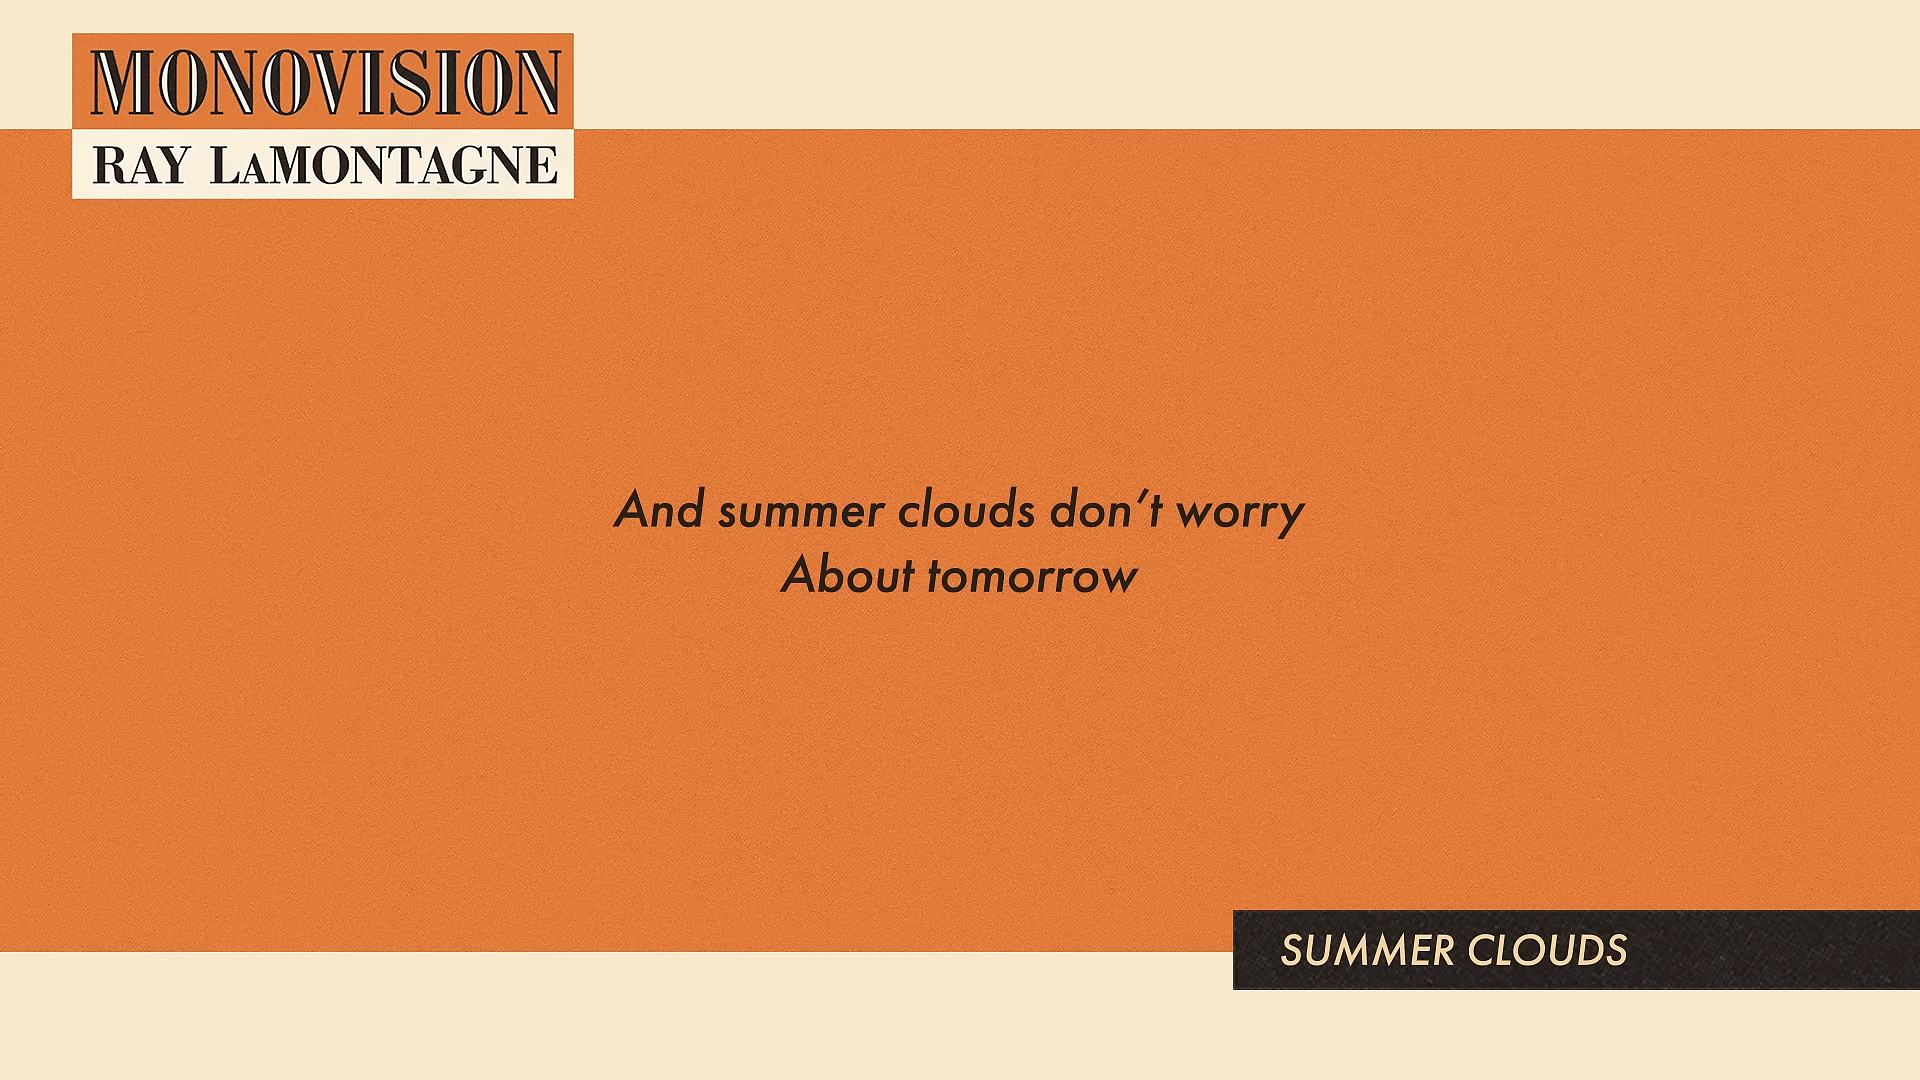 MONOVISION
RAY LAMONTAGNE
And summer clouds don’t worry
About tomorrow
SUMMER CLOUDS